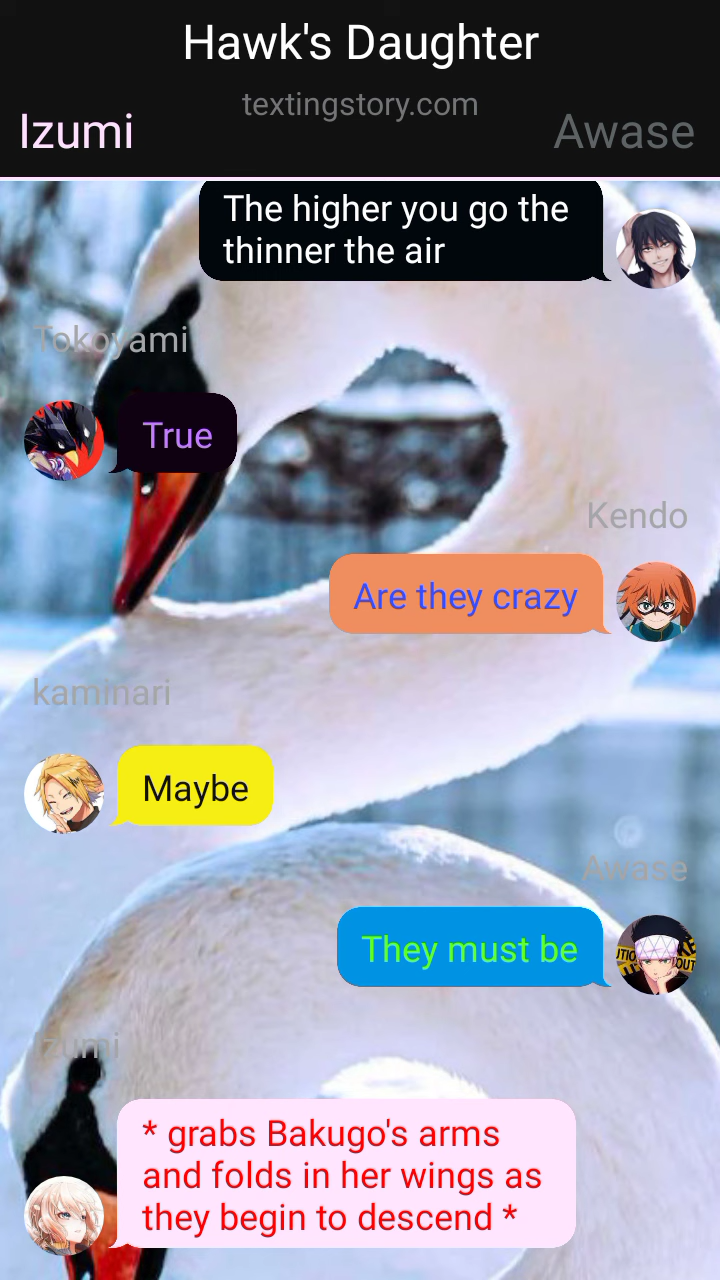 Hawk's Daughter
textingstory.com
Izumi
Awase
The higher you go the
thinner the air
Tokoyami
True
Kendo
Are they crazy
kaminari
Maybe
Awase
They must be
Izumi
* grabs Bakugo's arms
and folds in her wings as
they begin to descend *